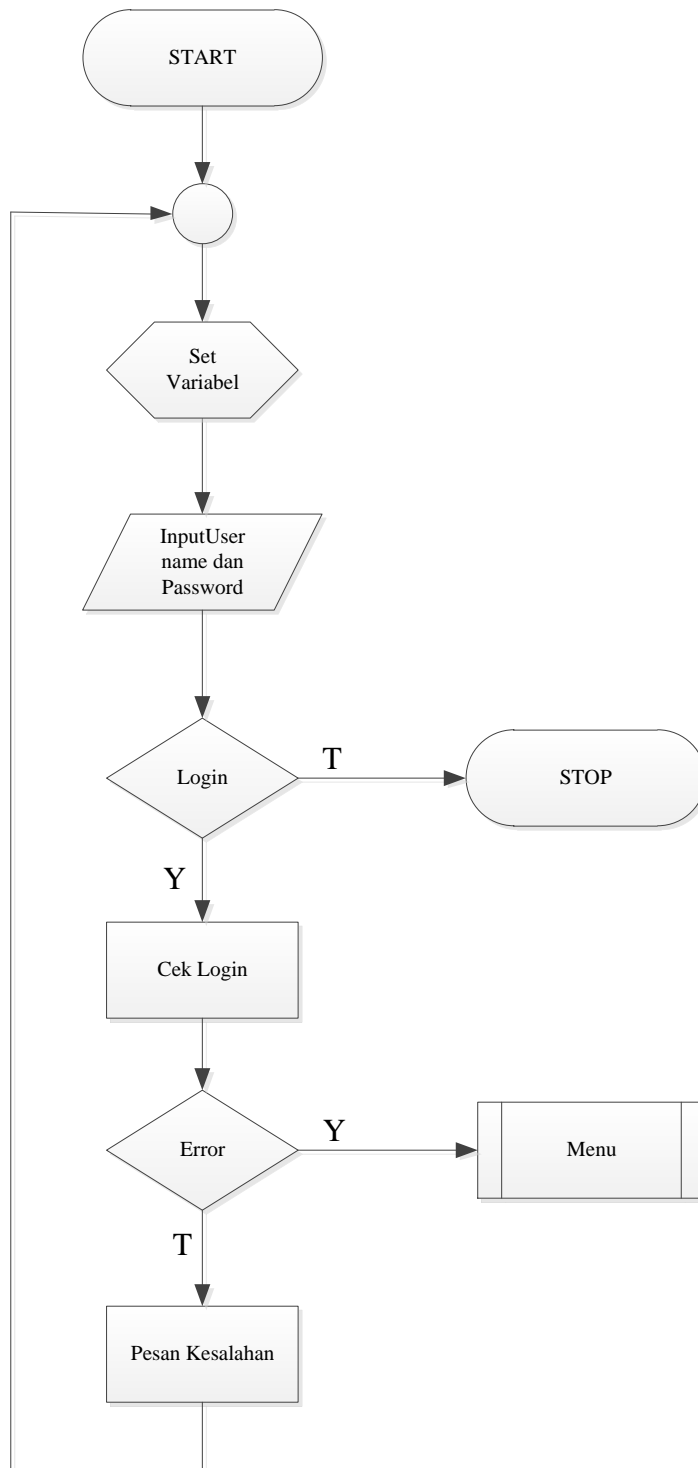 START
Set
Variabel
InputUser
name dan
Password
Login
T
STOP
Y
Cek Login
Error
Y
Menu
T
Pesan Kesalahan